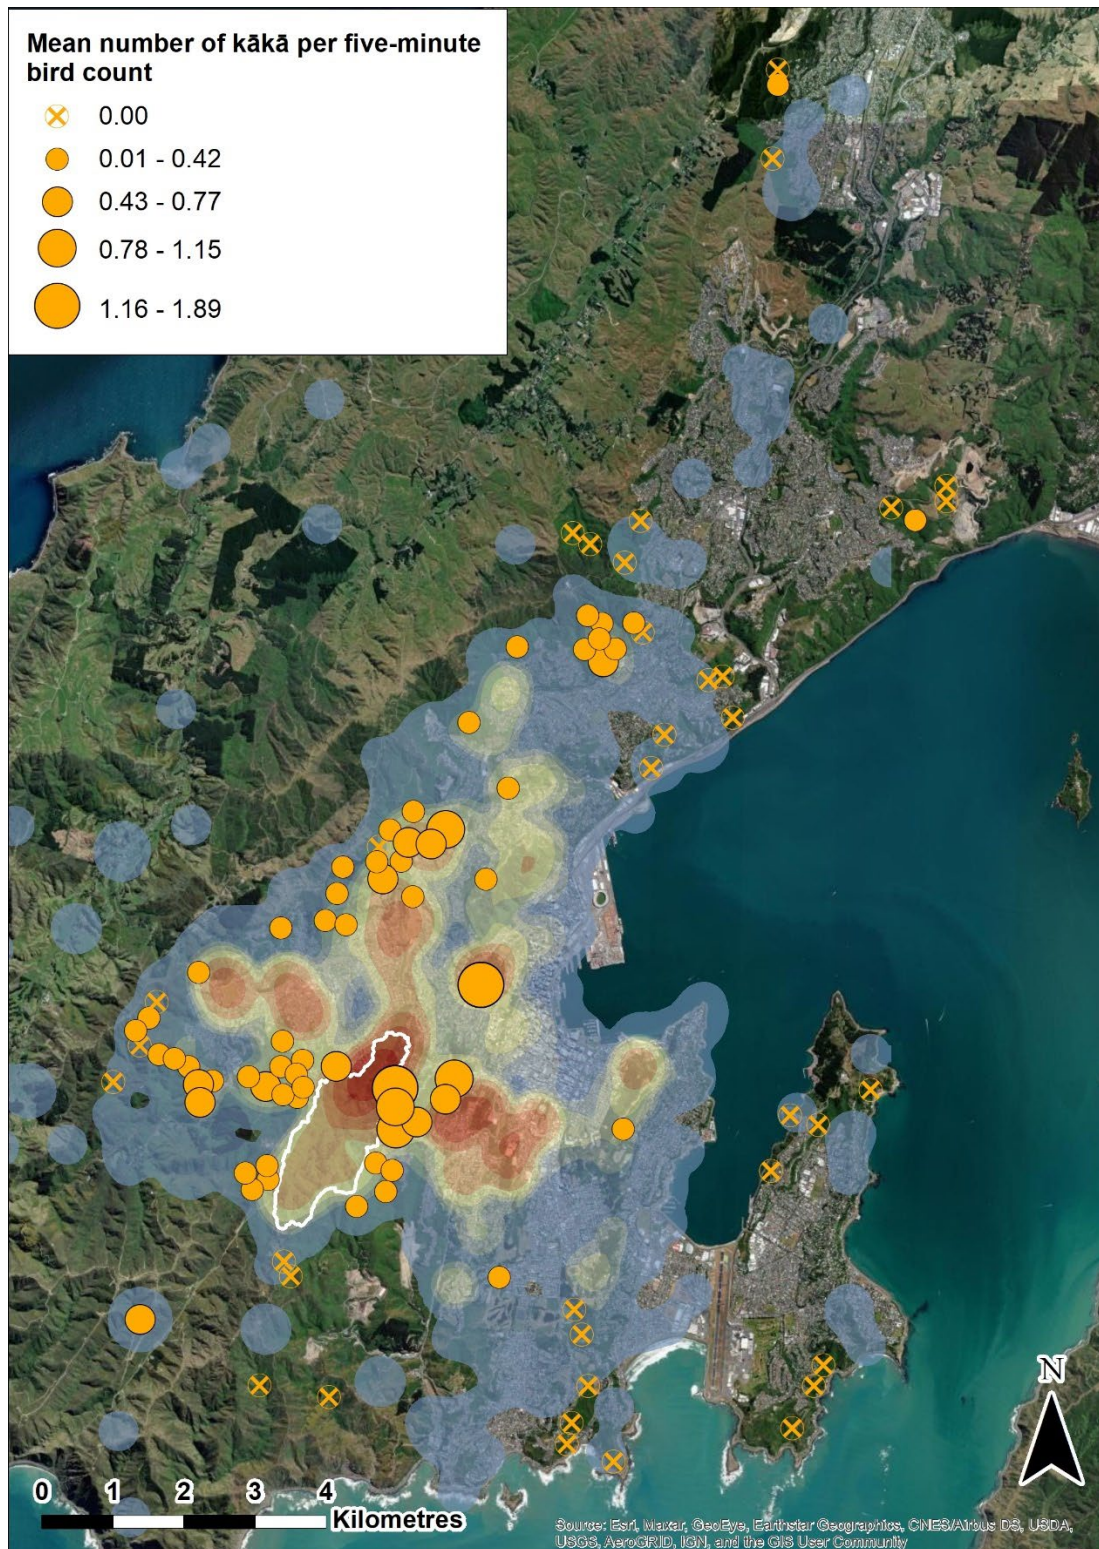 Mean number of kākā per five-minute
bird count
0.00
0.01 - 0.42
0.43 - 0.77
0.78 - 1.15
1.16 - 1.89
N
0 1 2 3 4
Kilometres
Source: Esri, Maxar, GeoEye, Earthstar Geographics, CNES/Airbus DS, USDA,
USGS, AeroGRID, IGN, and the GIS User Community